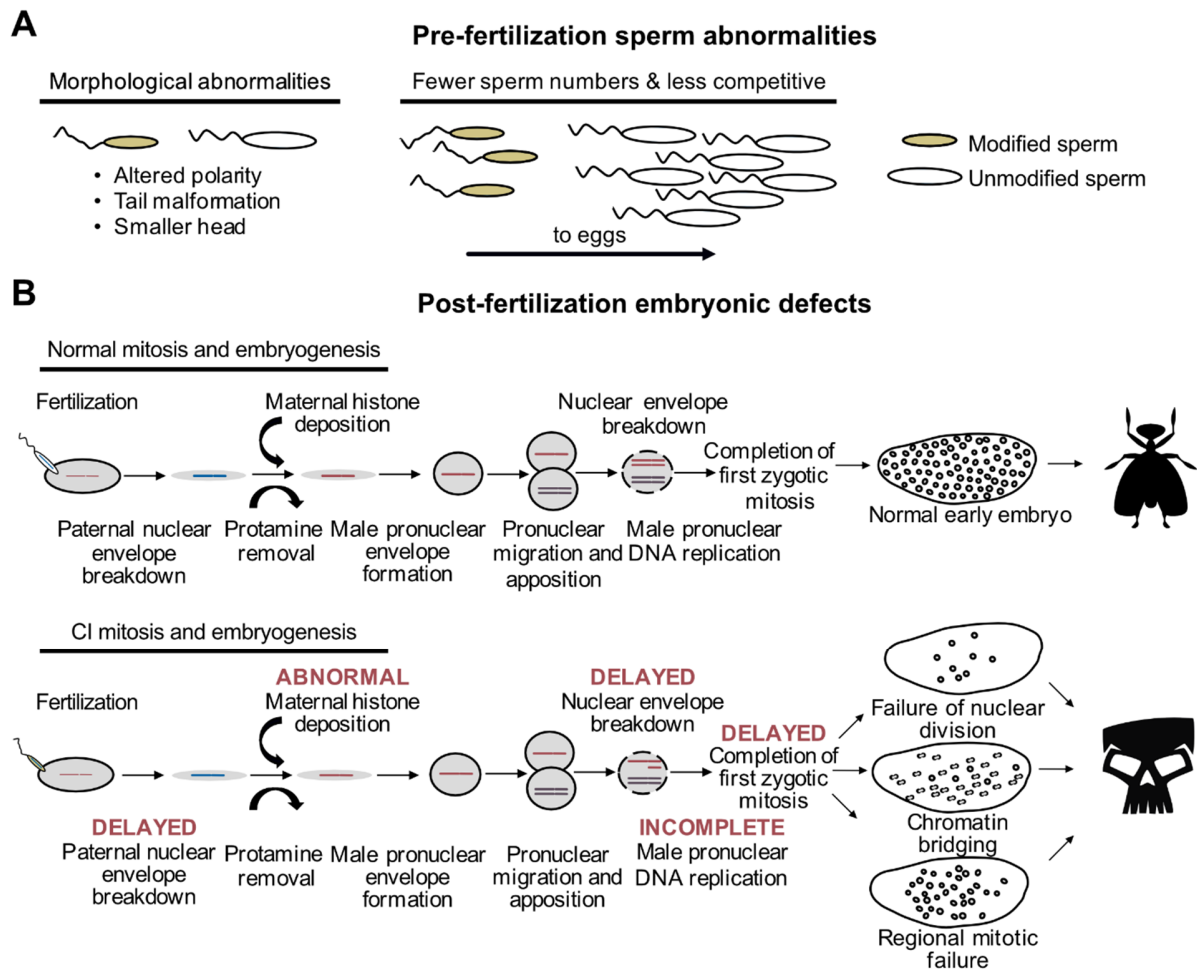 A
Pre-fertilization sperm abnormalities
Morphological abnormalities
Fewer sperm numbers & less competitive
• Altered polarity
• Tail malformation
• Smaller head
to eggs
Modified sperm
Unmodified sperm
B
Post-fertilization embryonic defects
Normal mitosis and embryogenesis
Fertilization
Maternal histone
deposition
Nuclear envelope
breakdown
Completion of
first zygotic
mitosis
Paternal nuclear
envelope
breakdown
Protamine
removal
Male pronuclear
envelope
formation
Pronuclear
migration and
apposition
Male pronuclear
DNA replication
Normal early embryo
CI mitosis and embryogenesis
Fertilization
ABNORMAL
Maternal histone
deposition
DELAYED
Nuclear envelope
breakdown
DELAYED
Completion of
first zygotic
mitosis
DELAYED
Paternal nuclear
envelope
breakdown
Protamine
removal
Male pronuclear
envelope
formation
Pronuclear
migration and
apposition
INCOMPLETE
Male pronuclear
DNA replication
Failure of nuclear
division
Chromatin
bridging
Regional mitotic
failure